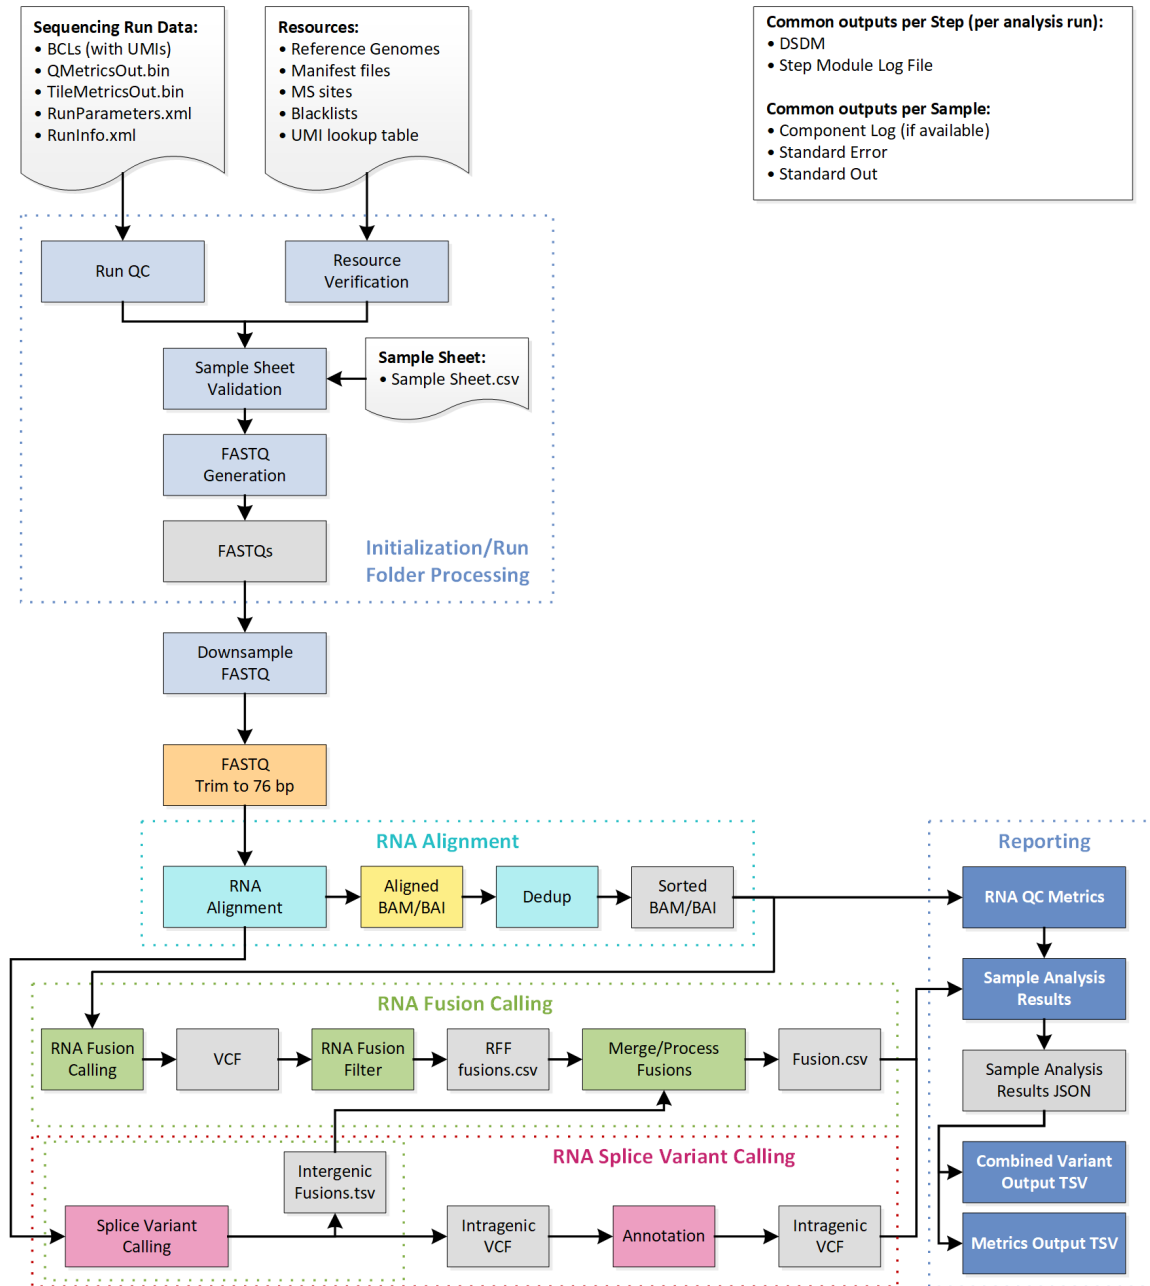 Sequencing Run Data:
• BCLs (with UMIs)
• QMetricsOut.bin
• TileMetricsOut.bin
• RunParameters.xml
• RunInfo.xml
Resources:
• Reference Genomes
• Manifest files
• MS sites
• Blacklists
• UMI lookup table
Common outputs per Step (per analysis run):
• DSDM
• Step Module Log File
Common outputs per Sample:
• Component Log (if available)
• Standard Error
• Standard Out
Run QC
Resource
Verification
Sample Sheet
Validation
Sample Sheet:
• Sample Sheet.csv
FASTQ
Generation
FASTQs
Initialization/Run
Folder Processing
Downsample
FASTQ
FASTQ
Trim to 76 bp
RNA Alignment
RNA
Alignment
Aligned
BAM/BAI
Dedup
Sorted
BAM/BAI
Reporting
RNA QC Metrics
Sample Analysis
Results
Sample Analysis
Results JSON
Combined Variant
Output TSV
Metrics Output TSV
RNA Fusion Calling
RNA Fusion
Calling
VCF
RNA Fusion
Filter
RFF
fusions.csv
Merge/Process
Fusions
Fusion.csv
RNA Splice Variant Calling
Intergenic
Fusions.tsv
Splice Variant
Calling
Intragenic
VCF
Annotation
Intragenic
VCF